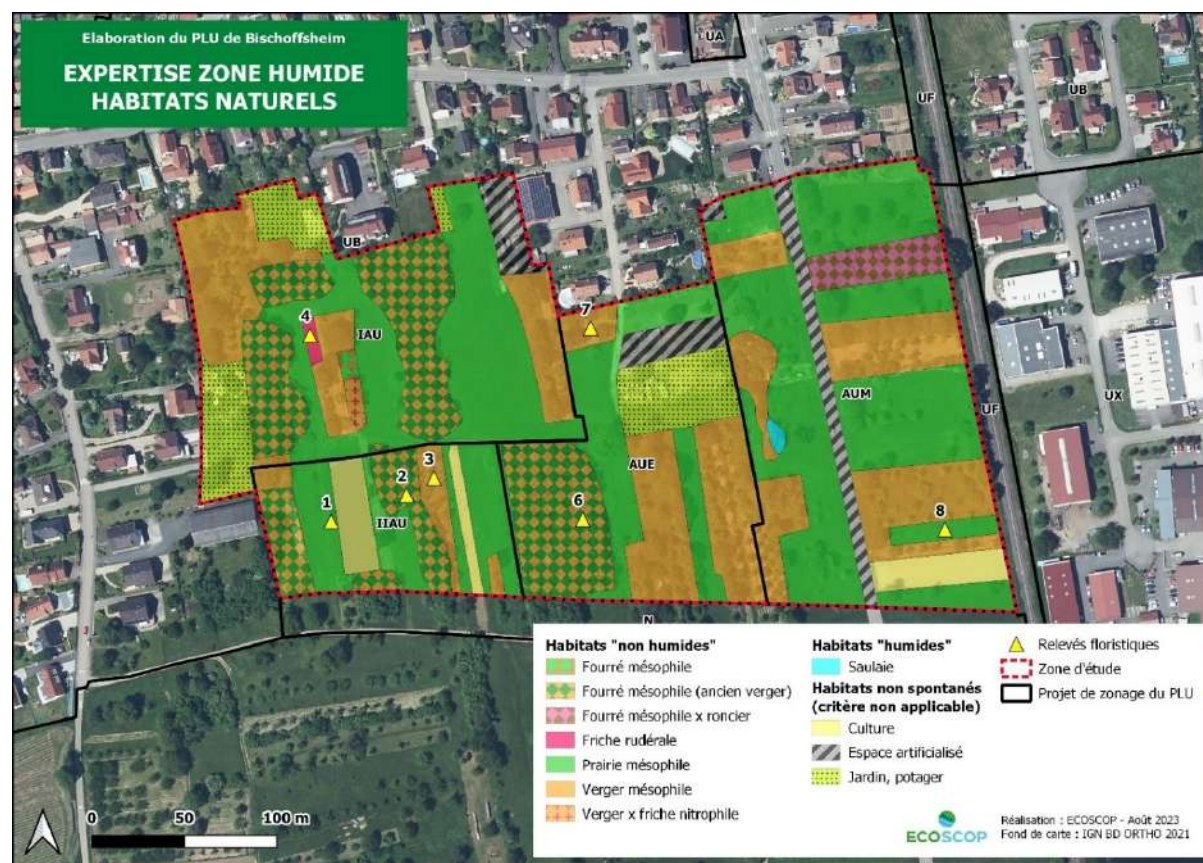 Elaboration du PLU de Bischoffsheim
EXPERTISE ZONE HUMIDE
HABITATS NATURELS
UA
UB
UF
UB
4
IAU
7
AUM
UF
UX
3
2
1
IIAU
6
AUE
8
N
0 50 100 m
Habitats "non humides"
Fourré mésophile
Fourré mésophile (ancien verger)
Fourré mésophile x roncier
Friche rudérale
Prairie mésophile
Verger mésophile
Verger x friche nitrophile
Habitats "humides"
Saulaie
Habitats non spontanés
(critère non applicable)
Culture
Espace artificialisé
Jardin, potager
Relevés floristiques
Zone d'étude
Projet de zonage du PLU
ECOSCOP
Réalisation : ECOSCOP - Août 2023
Fond de carte : IGN BD ORTHO 2021